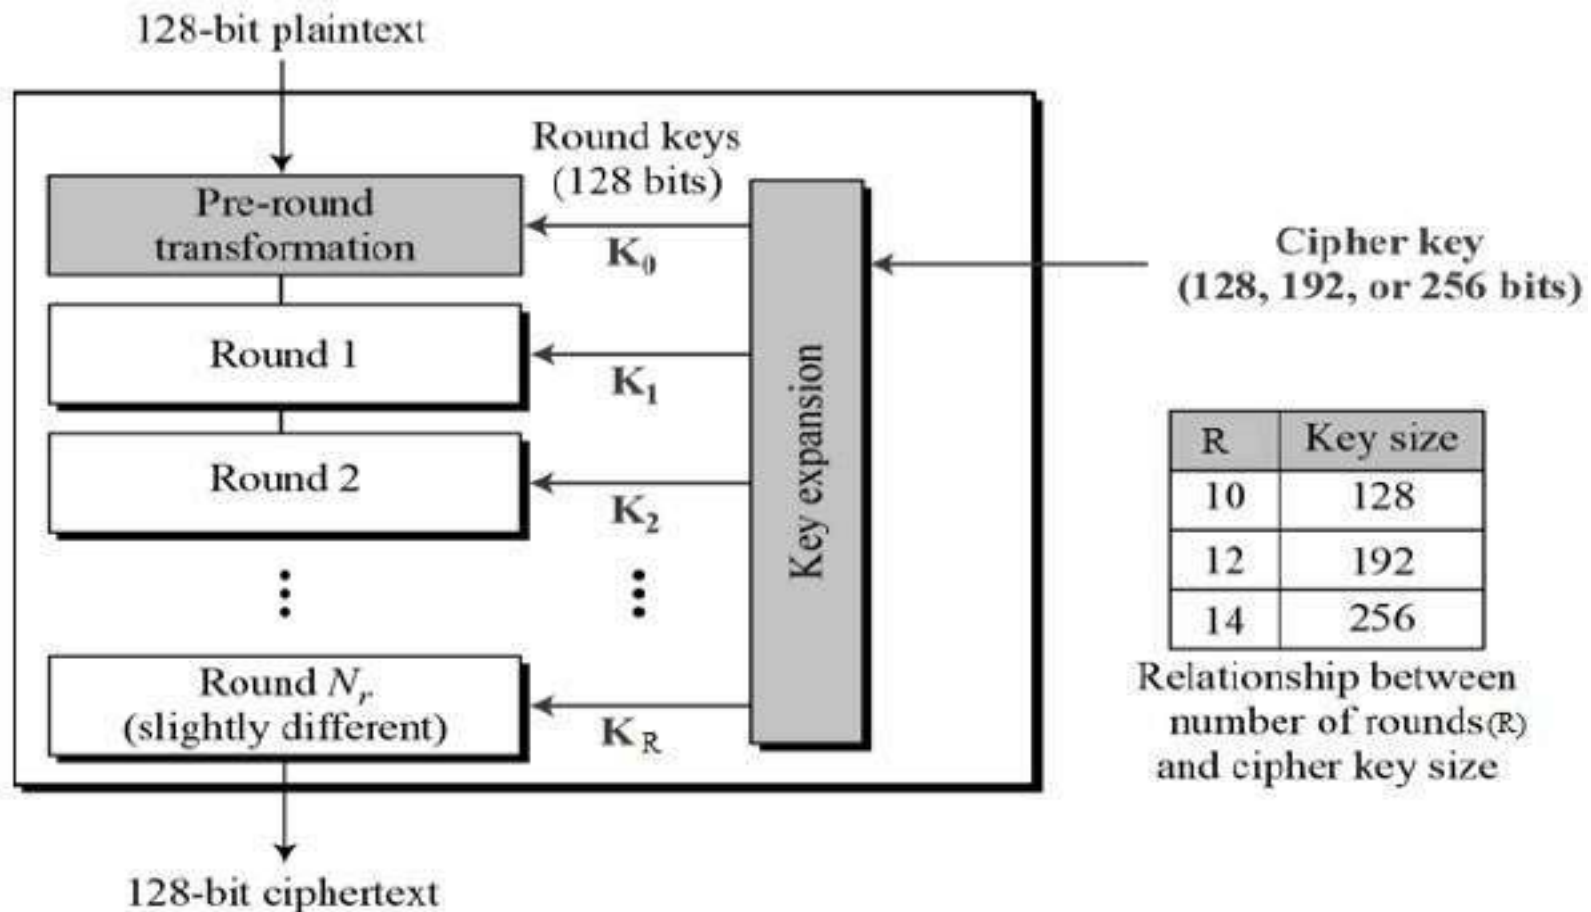 128-bit plaintext
Round keys
(128 bits)
Pre-round
transformation
K₀
Cipher key
(128, 192, or 256 bits)
Round 1
K₁
Round 2
K₂
Key expansion
R Key size
10 128
12 192
14 256
Round Nᵣ
(slightly different)
K R
Relationship between
number of rounds(R)
and cipher key size
128-bit ciphertext